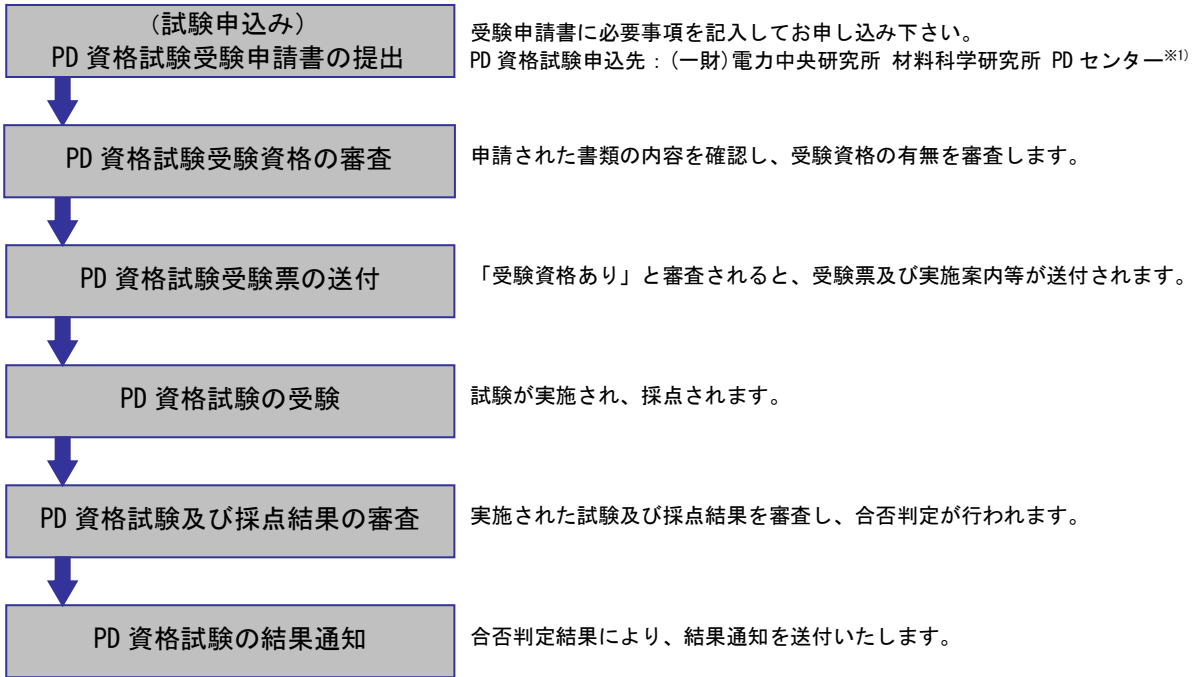 (試験申込み)
PD 資格試験受験申請書の提出
受験申請書に必要事項を記入してお申し込み下さい。
PD 資格試験申込先：(一財)電力中央研究所 材料科学研究所 PD センター※1)
PD 資格試験受験資格の審査
申請された書類の内容を確認し、受験資格の有無を審査します。
PD 資格試験受験票の送付
「受験資格あり」と審査されると、受験票及び実施案内等が送付されます。
PD 資格試験の受験
試験が実施され、採点されます。
PD 資格試験及び採点結果の審査
実施された試験及び採点結果を審査し、合否判定が行われます。
PD 資格試験の結果通知
合否判定結果により、結果通知を送付いたします。